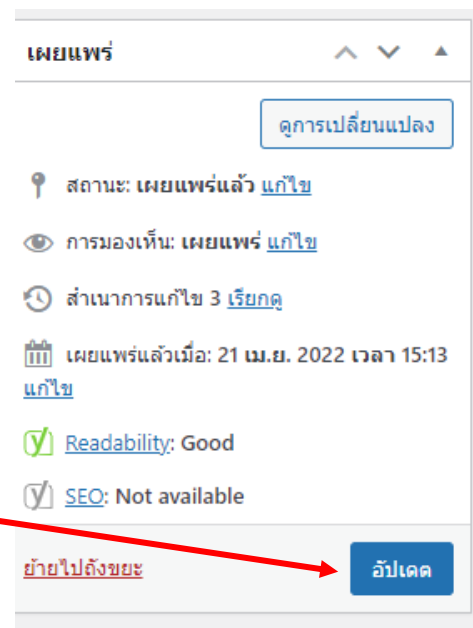 เผยแพร่
ดูการเปลี่ยนแปลง
สถานะ: เผยแพร่แล้ว แก้ไข
การมองเห็น: เผยแพร่ แก้ไข
สำเนาการแก้ไข 3 เรียกดู
เผยแพร่แล้วเมื่อ: 21 เม.ย. 2022 เวลา 15:13
แก้ไข
Readability: Good
SEO: Not available
ย้ายไปถังขยะ อัปเดต